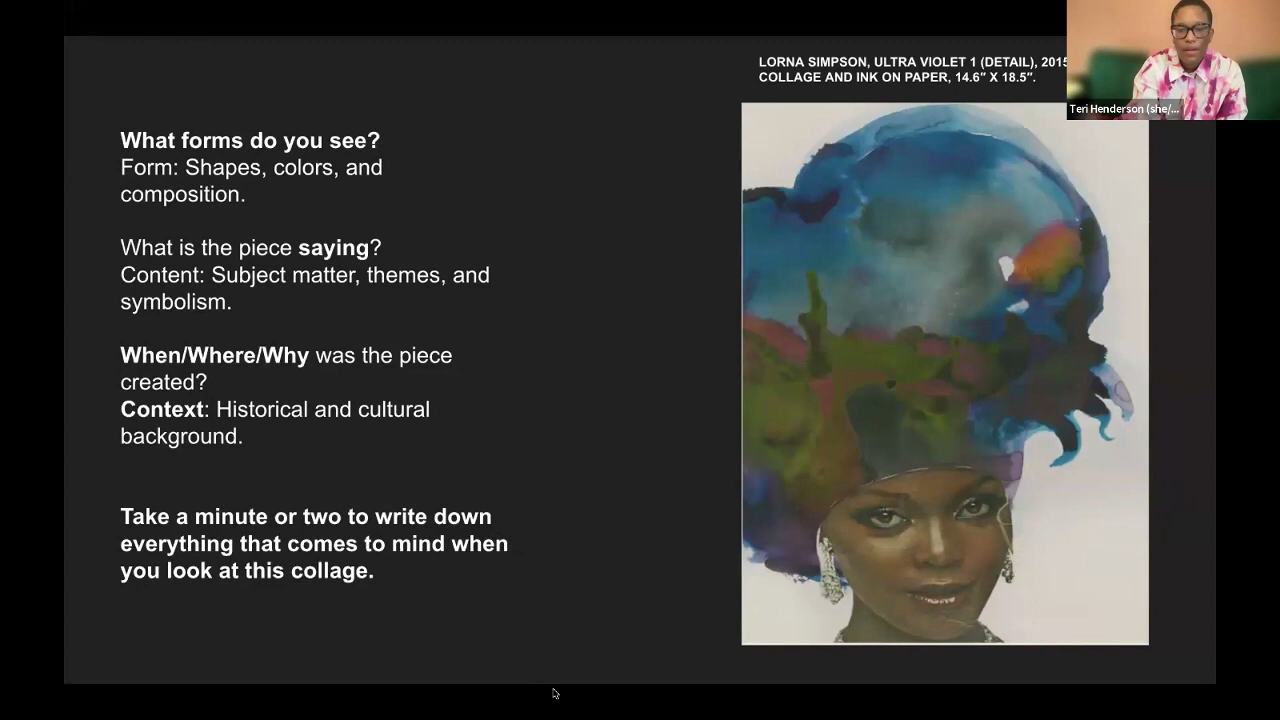 LORNA SIMPSON, ULTRA VIOLET 1 (DETAIL), 2015
COLLAGE AND INK ON PAPER, 14.6″ X 18.5″.
Teri Henderson (she/...
What forms do you see?
Form: Shapes, colors, and
composition.
What is the piece saying?
Content: Subject matter, themes, and
symbolism.
When/Where/Why was the piece
created?
Context: Historical and cultural
background.
Take a minute or two to write down
everything that comes to mind when
you look at this collage.